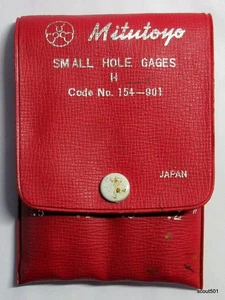 Mitutoyo
SMALL HOLE GAGES
H
Code No. 154-901
JAPAN
scout501